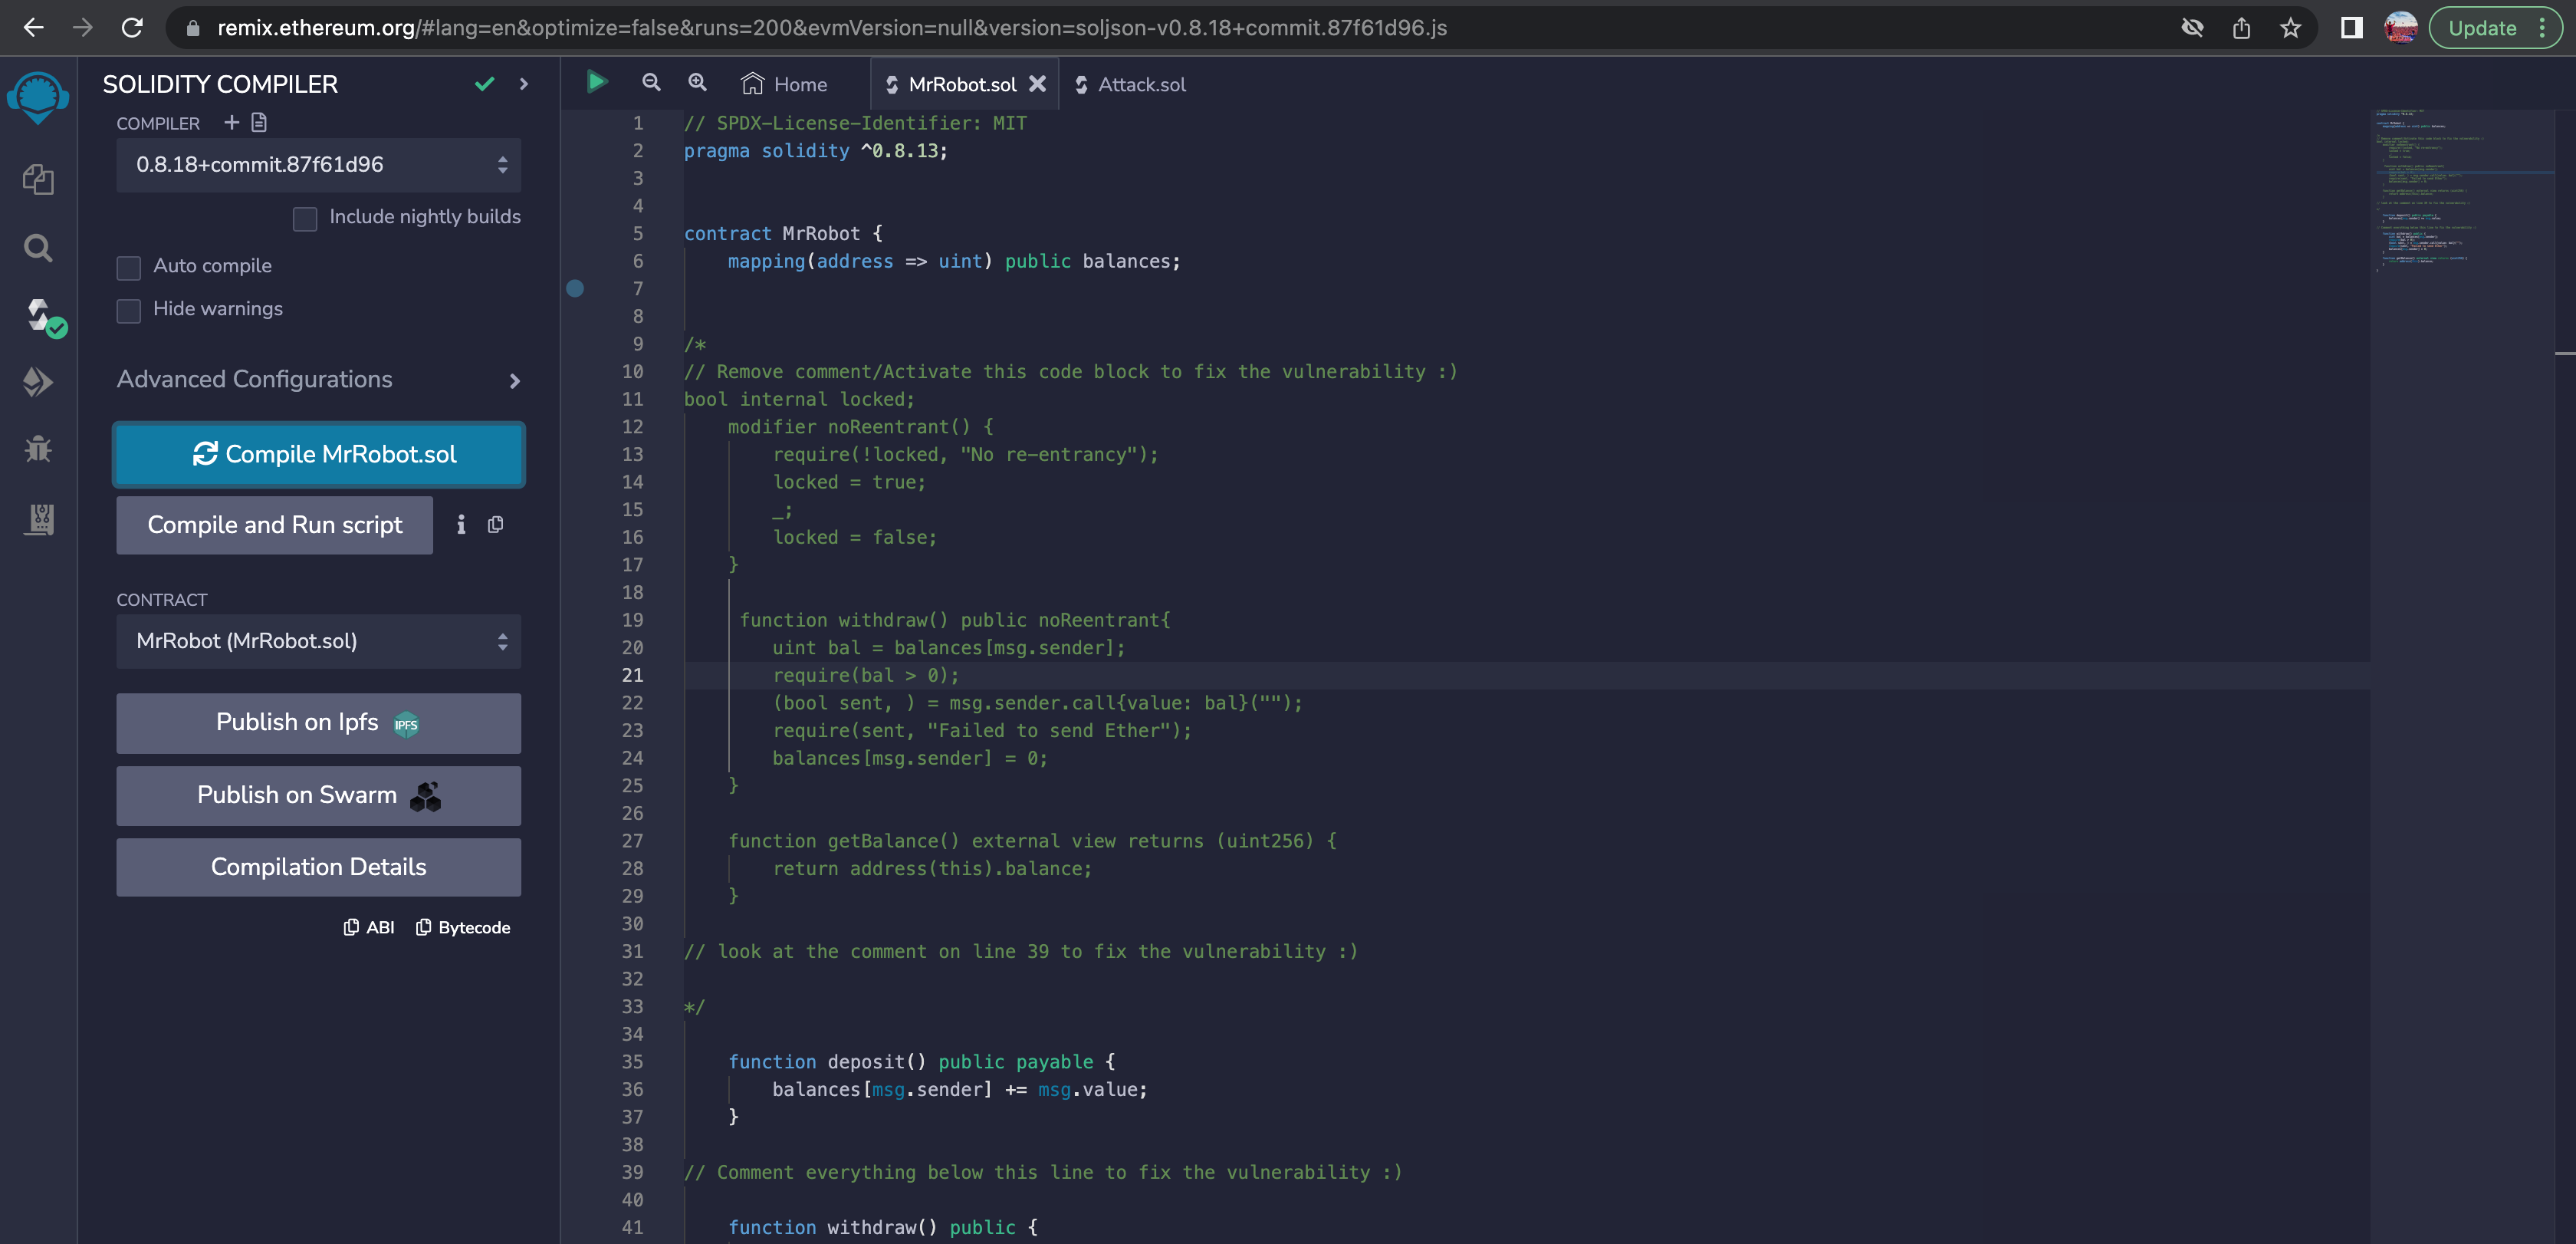 remix.ethereum.org/#lang=en&optimize=false&runs=200&evmVersion=null&version=soljson-v0.8.18+commit.87f61d96.js
Update
SOLIDITY COMPILER
COMPILER
0.8.18+commit.87f61d96
Include nightly builds
Auto compile
Hide warnings
Advanced Configurations
Compile MrRobot.sol
Compile and Run script
CONTRACT
MrRobot (MrRobot.sol)
Publish on Ipfs IPFS
Publish on Swarm
Compilation Details
ABI Bytecode
Home MrRobot.sol Attack.sol
1 // SPDX-License-Identifier: MIT
2 pragma solidity ^0.8.13;
3
4
5 contract MrRobot {
6 mapping(address => uint) public balances;
7
8
9 /*
10 // Remove comment/Activate this code block to fix the vulnerability :)
11 bool internal locked;
12 modifier noReentrant() {
13 require(!locked, "No re-entrancy");
14 locked = true;
15 _;
16 locked = false;
17 }
18
19 function withdraw() public noReentrant{
20 uint bal = balances[msg.sender];
21 require(bal > 0);
22 (bool sent, ) = msg.sender.call{value: bal}("");
23 require(sent, "Failed to send Ether");
24 balances[msg.sender] = 0;
25 }
26
27 function getBalance() external view returns (uint256) {
28 return address(this).balance;
29 }
30
31 // look at the comment on line 39 to fix the vulnerability :)
32
33 */
34
35 function deposit() public payable {
36 balances[msg.sender] += msg.value;
37 }
38
39 // Comment everything below this line to fix the vulnerability :)
40
41 function withdraw() public {